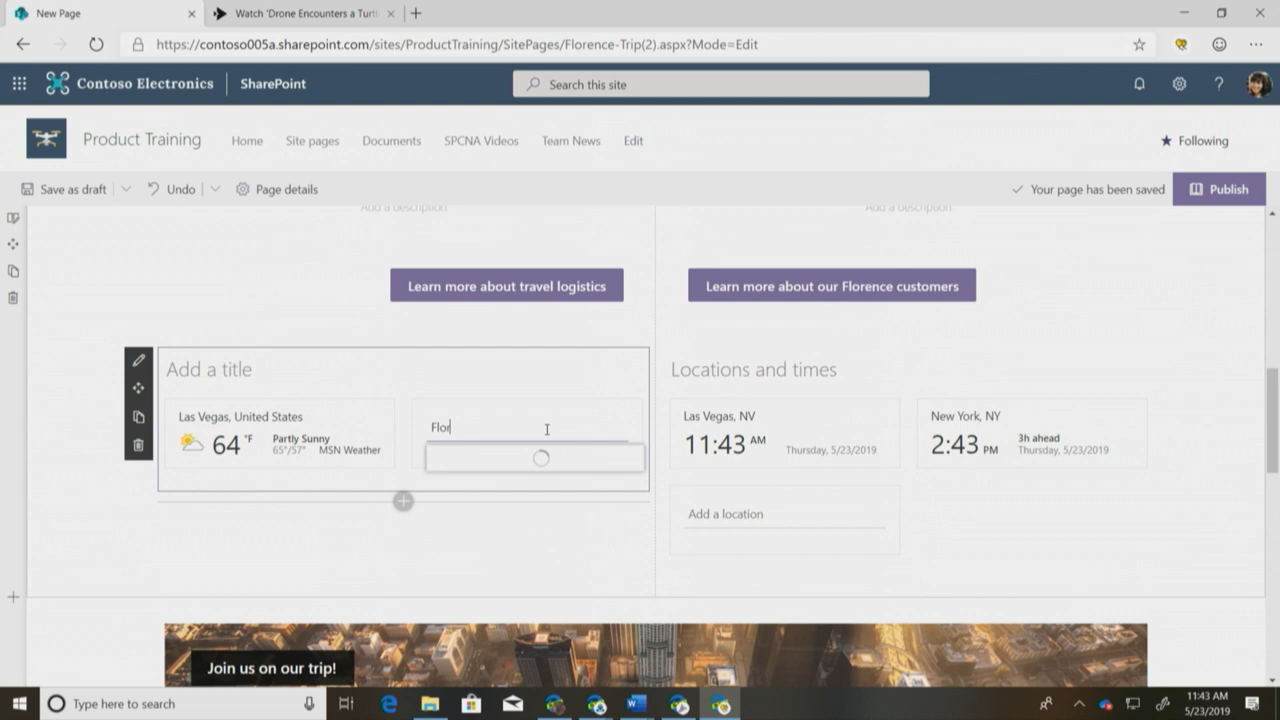 New Page
Watch 'Drone Encounters a Turtl
https://contoso005a.sharepoint.com/sites/ProductTraining/SitePages/Florence-Trip(2).aspx?Mode=Edit
Contoso Electronics
SharePoint
Search this site
?
Product Training
Home
Site pages
Documents
SPCNA Videos
Team News
Edit
Following
Save as draft
Undo
Page details
Your page has been saved
Publish
Add a description
Add a description
Learn more about travel logistics
Learn more about our Florence customers
Add a title
Las Vegas, United States
64 °F
Partly Sunny
65°/57° MSN Weather
Flor
Locations and times
Las Vegas, NV
11:43 AM
Thursday, 5/23/2019
New York, NY
2:43 PM
3h ahead
Thursday, 5/23/2019
Add a location
Join us on our trip!
Type here to search
11:43 AM
5/23/2019